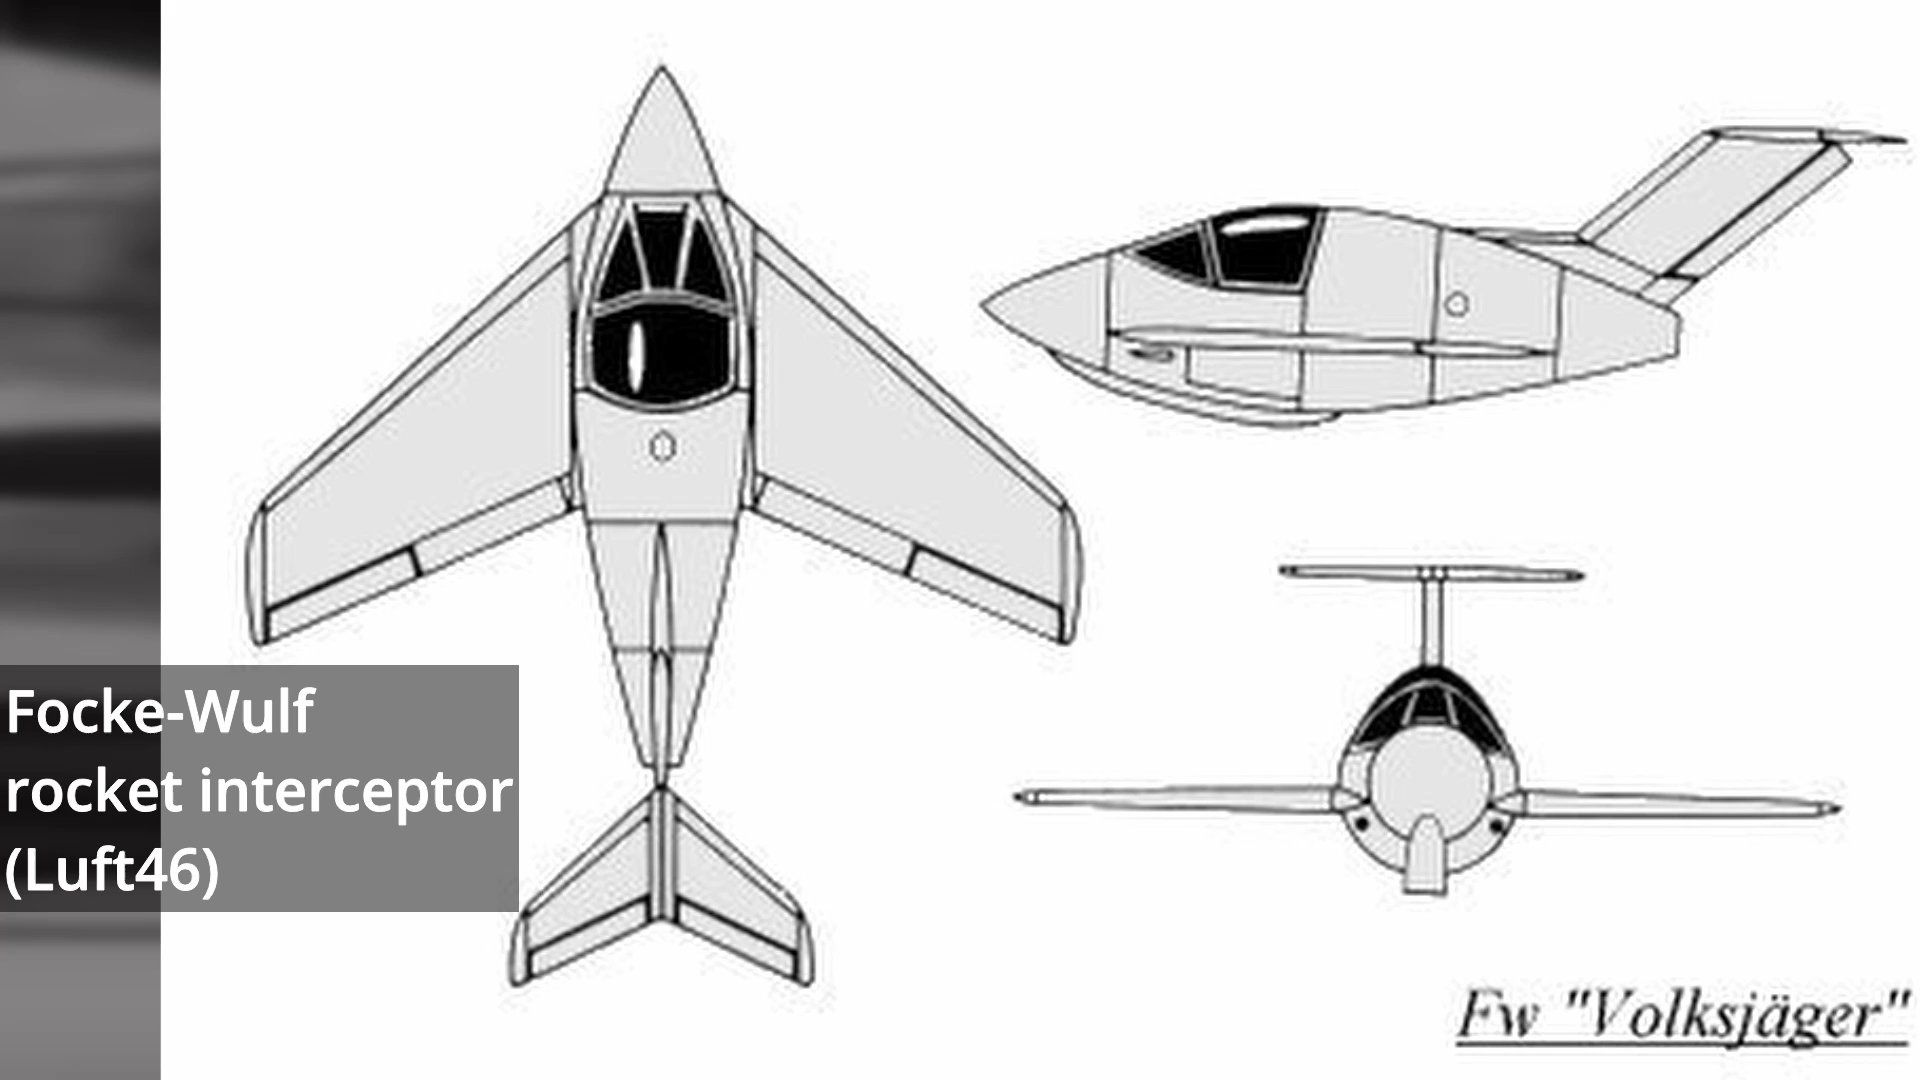 Focke-Wulf
rocket interceptor
(Luft46)
Fw "Volksjäger"